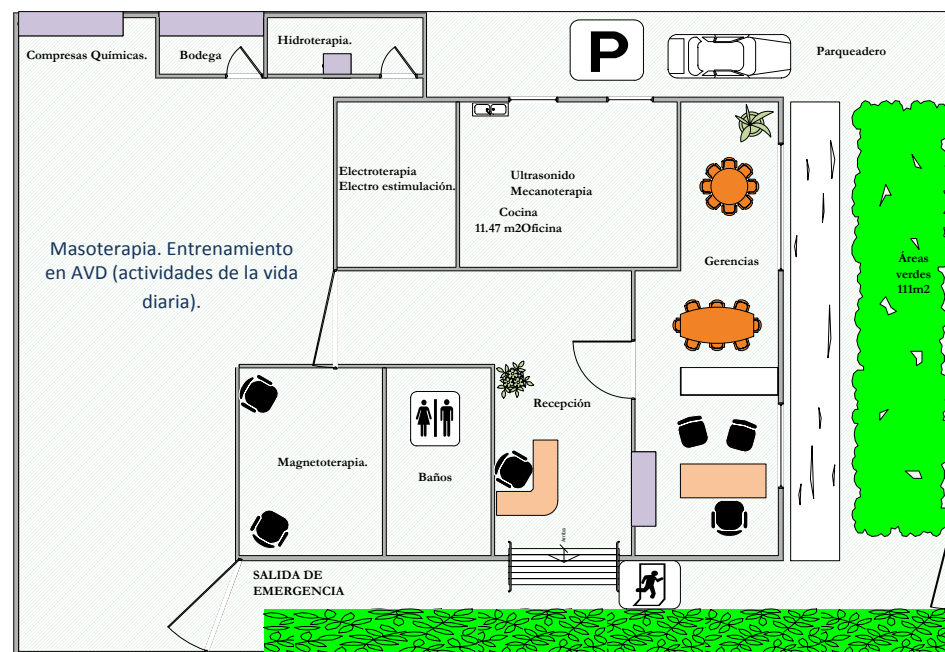 Compresas Químicas.
Bodega
Hidroterapia.
P
Parqueadero
Electroterapia
Electro estimulación.
Ultrasonido
Mecanoterapia
Cocina
11.47 m2Oficina
Masoterapia. Entrenamiento
en AVD (actividades de la vida
diaria).
Gerencias
Áreas
verdes
111m2
Recepción
Magnetoterapia.
Baños
SALIDA DE
EMERGENCIA